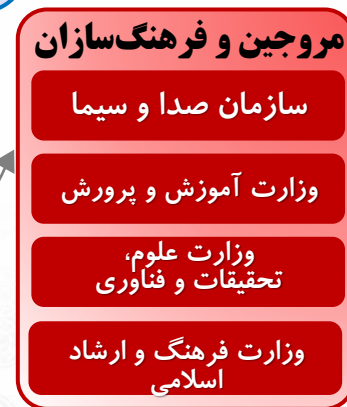 مروجین و فرهنگ‌سازان
سازمان صدا و سیما
وزارت آموزش و پرورش
وزارت علوم،
تحقیقات و فناوری
وزارت فرهنگ و ارشاد
اسلامی